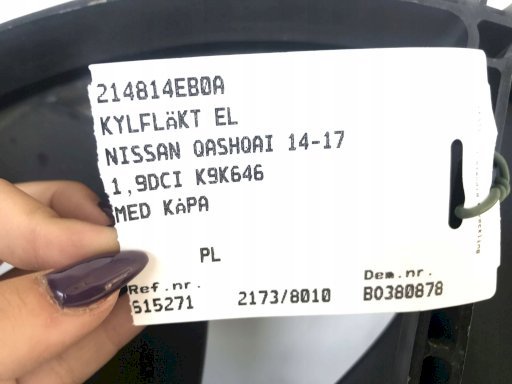 214814EB0A
KYLFLÄKT EL
NISSAN QASHQAI 14-17
1,9DCI K9K646
MED KÅPA
PL
Ref.nr. Dem.nr.
615271 2173/8010 B0380878